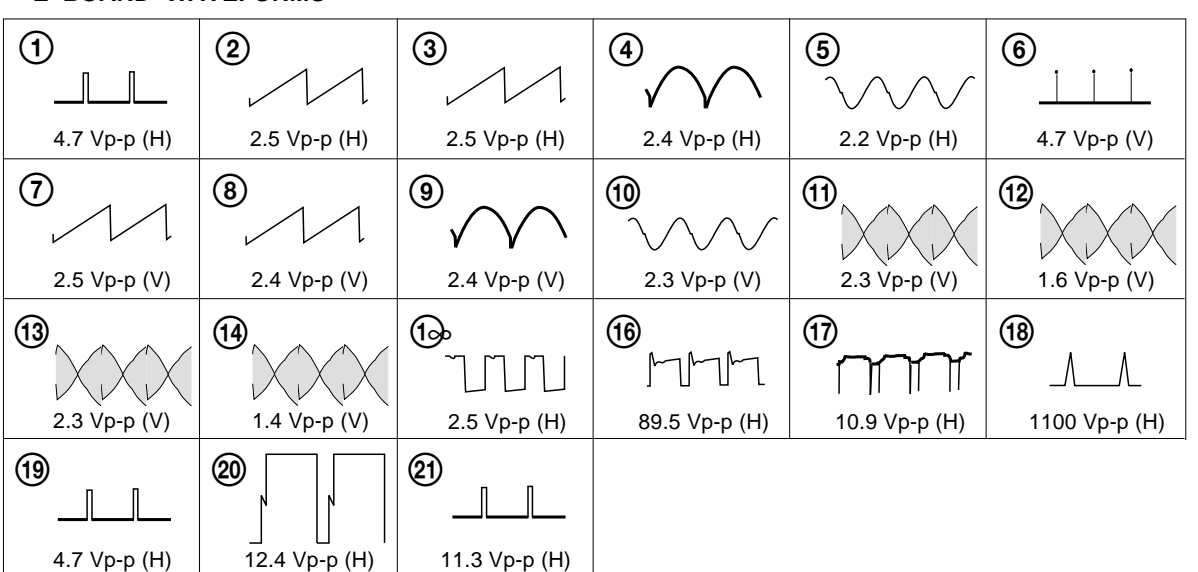 ① ② ③ ④ ⑤ ⑥
4.7 Vp-p (H) 2.5 Vp-p (H) 2.5 Vp-p (H) 2.4 Vp-p (H) 2.2 Vp-p (H) 4.7 Vp-p (V)
⑦ ⑧ ⑨ ⑩ ⑪ ⑫
2.5 Vp-p (V) 2.4 Vp-p (V) 2.4 Vp-p (V) 2.3 Vp-p (V) 2.3 Vp-p (V) 1.6 Vp-p (V)
⑬ ⑭ 1∞ ⑯ ⑰ ⑱
2.3 Vp-p (V) 1.4 Vp-p (V) 2.5 Vp-p (H) 89.5 Vp-p (H) 10.9 Vp-p (H) 1100 Vp-p (H)
⑲ ⑳ ㉑
4.7 Vp-p (H) 12.4 Vp-p (H) 11.3 Vp-p (H)